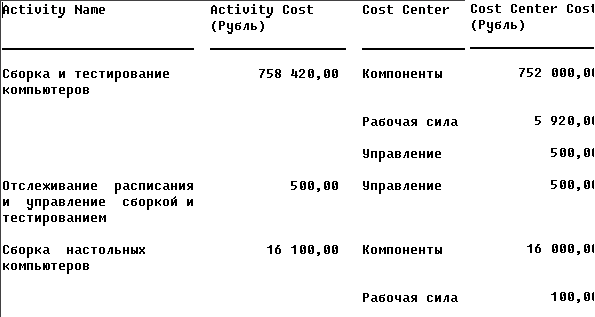 Activity Name Activity Cost (Рубль) Cost Center Cost Center Cost (Рубль)
Сборка и тестирование компьютеров 758 420,00 Компоненты 752 000,00
Рабочая сила 5 920,00
Управление 500,00
Отслеживание расписания и управление сборкой и тестированием 500,00 Управление 500,00
Сборка настольных компьютеров 16 100,00 Компоненты 16 000,00
Рабочая сила 100,00